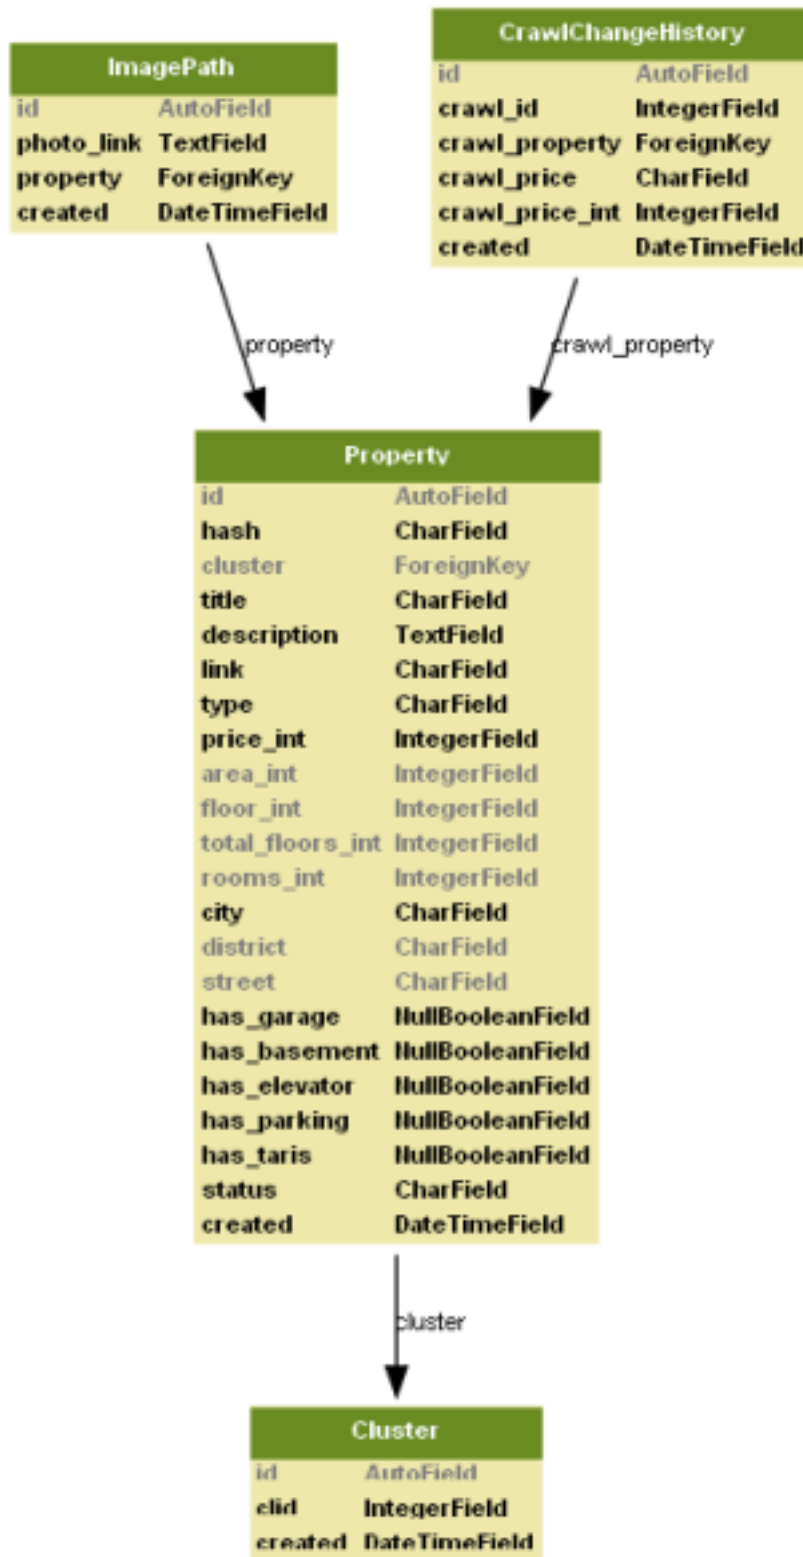 ImagePath
id AutoField
photo_link TextField
property ForeignKey
created DateTimeField
CrawlChangeHistory
id AutoField
crawl_id IntegerField
crawl_property ForeignKey
crawl_price CharField
crawl_price_int IntegerField
created DateTimeField
property
crawl_property
Property
id AutoField
hash CharField
cluster ForeignKey
title CharField
description TextField
link CharField
type CharField
price_int IntegerField
area_int IntegerField
floor_int IntegerField
total_floors_int IntegerField
rooms_int IntegerField
city CharField
district CharField
street CharField
has_garage NullBooleanField
has_basement NullBooleanField
has_elevator NullBooleanField
has_parking NullBooleanField
has_taris NullBooleanField
status CharField
created DateTimeField
cluster
Cluster
id AutoField
clid IntegerField
created DateTimeField